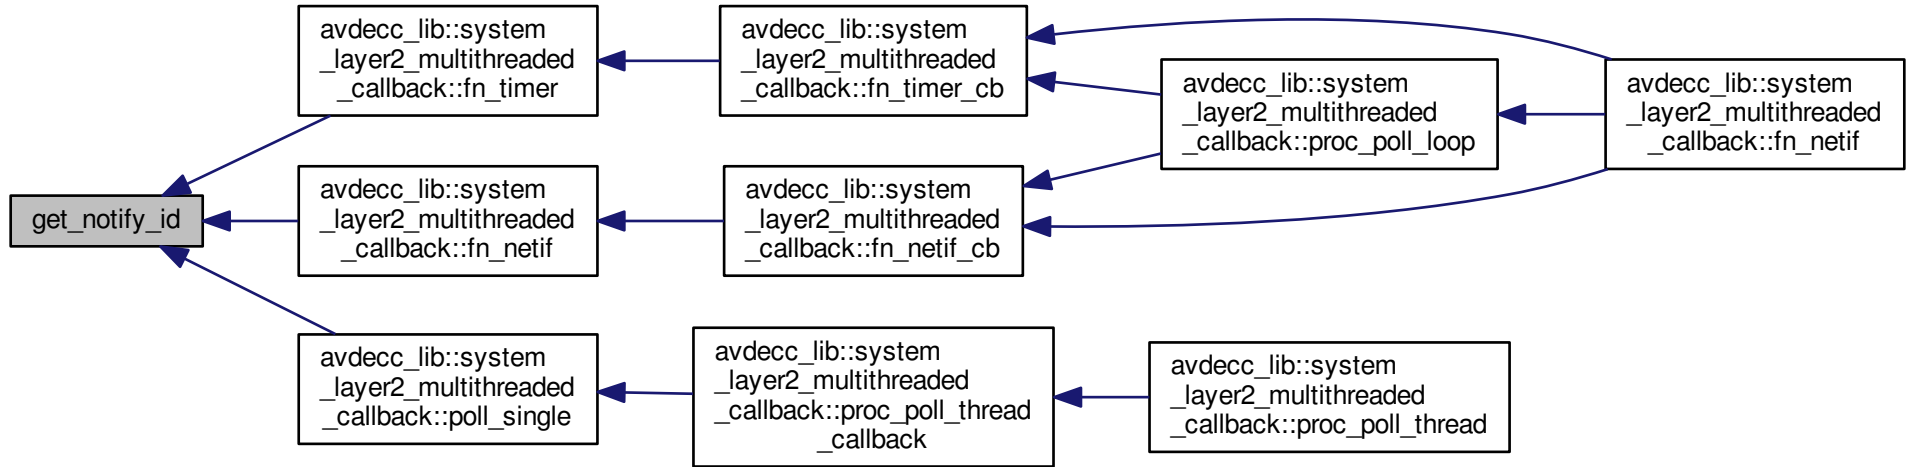 get_notify_id
avdecc_lib::system
_layer2_multithreaded
_callback::fn_timer
avdecc_lib::system
_layer2_multithreaded
_callback::fn_timer_cb
avdecc_lib::system
_layer2_multithreaded
_callback::proc_poll_loop
avdecc_lib::system
_layer2_multithreaded
_callback::fn_netif
avdecc_lib::system
_layer2_multithreaded
_callback::fn_netif
avdecc_lib::system
_layer2_multithreaded
_callback::fn_netif_cb
avdecc_lib::system
_layer2_multithreaded
_callback::poll_single
avdecc_lib::system
_layer2_multithreaded
_callback::proc_poll_thread
_callback
avdecc_lib::system
_layer2_multithreaded
_callback::proc_poll_thread